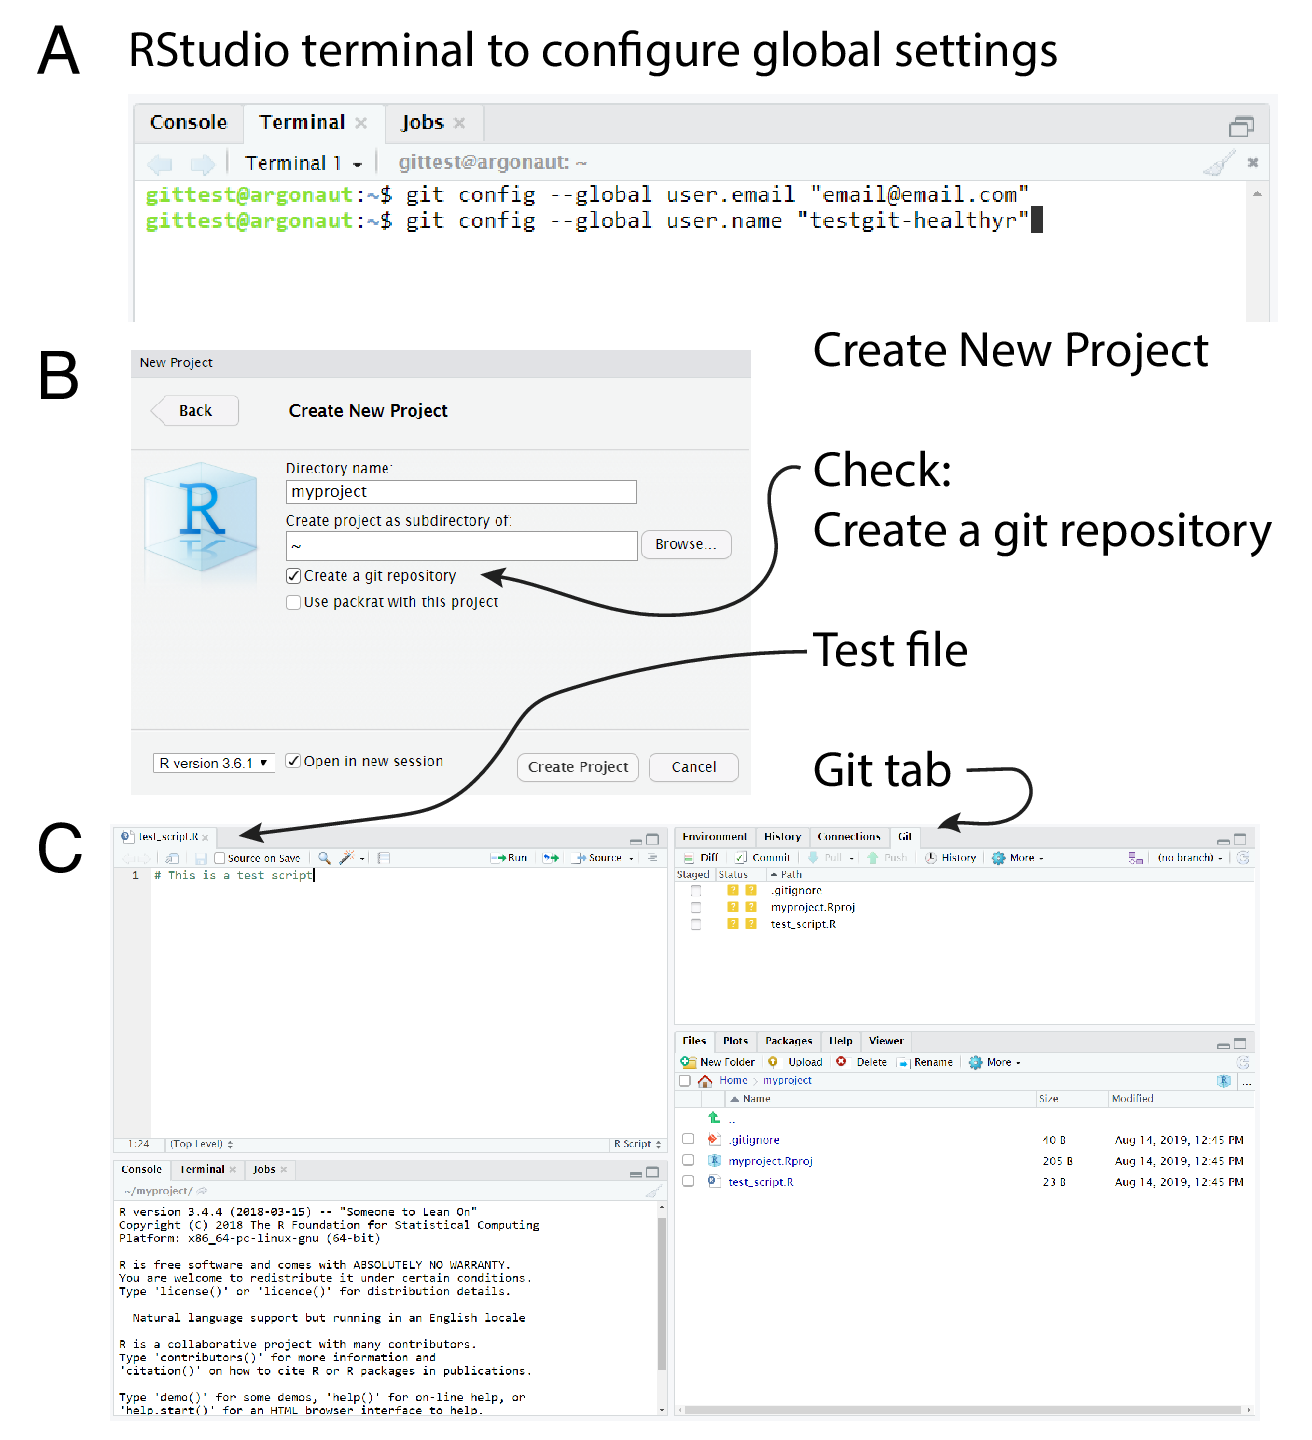 A RStudio terminal to configure global settings
Console Terminal × Jobs ×
Terminal 1 gittest@argonaut: ~
gittest@argonaut:~$ git config --global user.email "email@email.com"
gittest@argonaut:~$ git config --global user.name "testgit-healthyr"
B
New Project
Back Create New Project
R
Directory name:
myproject
Create project as subdirectory of:
~ Browse...
Create a git repository
Use packrat with this project
R version 3.6.1 Open in new session Create Project Cancel
Create New Project
Check:
Create a git repository
Test file
Git tab
C
test_script.R ×
Source on Save Run Source
1 # This is a test script
1:24 (Top Level) R Script
Console Terminal × Jobs ×
~/myproject/
R version 3.4.4 (2018-03-15) -- "Someone to Lean On"
Copyright (C) 2018 The R Foundation for Statistical Computing
Platform: x86_64-pc-linux-gnu (64-bit)
R is free software and comes with ABSOLUTELY NO WARRANTY.
You are welcome to redistribute it under certain conditions.
Type 'license()' or 'licence()' for distribution details.
Natural language support but running in an English locale
R is a collaborative project with many contributors.
Type 'contributors()' for more information and
'citation()' on how to cite R or R packages in publications.
Type 'demo()' for some demos, 'help()' for on-line help, or
'help.start()' for an HTML browser interface to help.
Environment History Connections Git
Diff Commit Pull Push History More (no branch)
Staged Status Path
? ? .gitignore
? ? myproject.Rproj
? ? test_script.R
Files Plots Packages Help Viewer
New Folder Upload Delete Rename More
Home myproject R ...
Name Size Modified
..
.gitignore 40 B Aug 14, 2019, 12:45 PM
myproject.Rproj 205 B Aug 14, 2019, 12:45 PM
test_script.R 23 B Aug 14, 2019, 12:45 PM